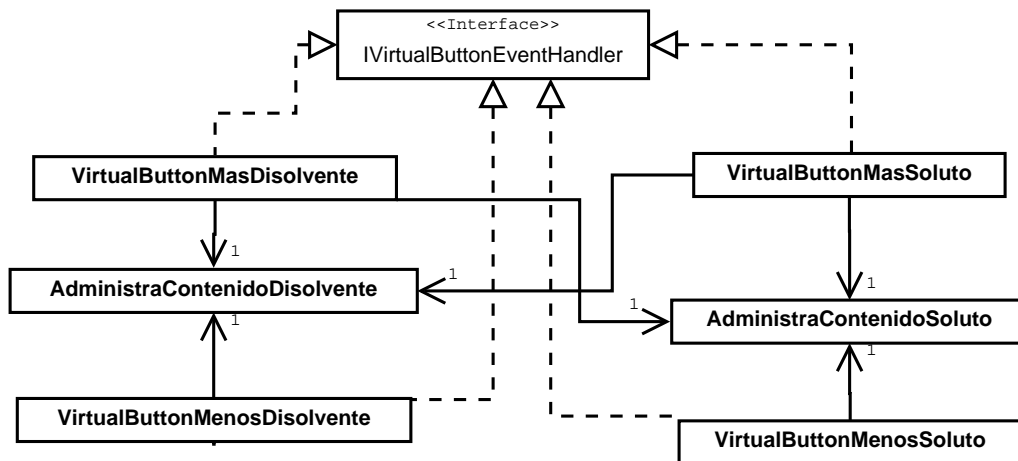 <<Interface>>
IVirtualButtonEventHandler
VirtualButtonMasDisolvente
VirtualButtonMasSoluto
1
1
1
1
AdministraContenidoDisolvente
AdministraContenidoSoluto
1
1
VirtualButtonMenosDisolvente
VirtualButtonMenosSoluto